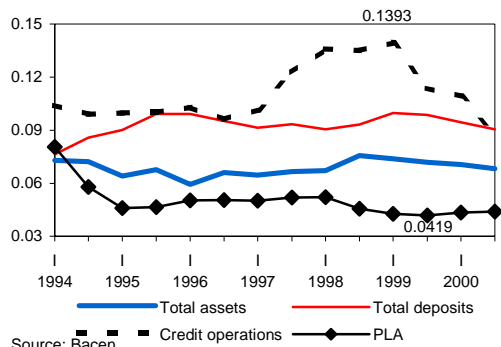 0.1393
0.15
0.12
0.09
0.06
0.03
0.0419
1994 1995 1996 1997 1998 1999 2000
Total assets Total deposits
Credit operations PLA
Source: Bacen